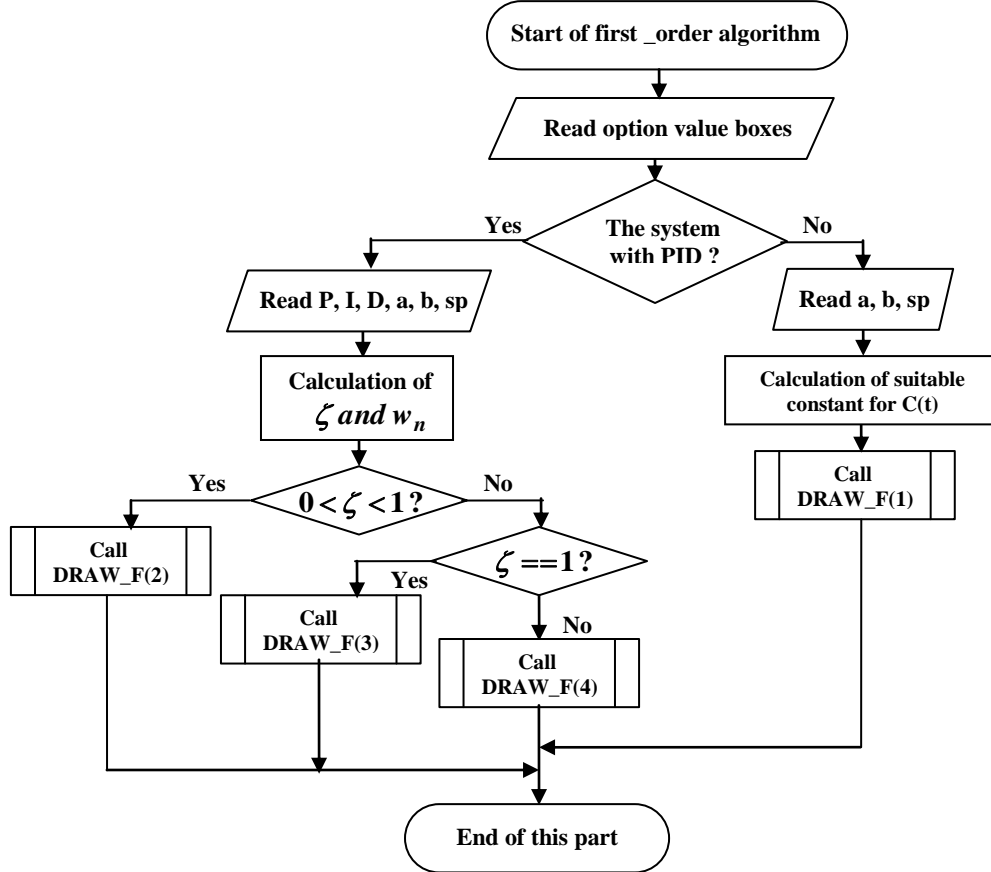 Start of first _order algorithm
Read option value boxes
The system
with PID ?
Yes
No
Read P, I, D, a, b, sp
Read a, b, sp
Calculation of
ζ and wn
Calculation of suitable
constant for C(t)
Call
DRAW_F(1)
0 < ζ < 1 ?
Yes
No
Call
DRAW_F(2)
ζ == 1 ?
Yes
No
Call
DRAW_F(3)
Call
DRAW_F(4)
End of this part